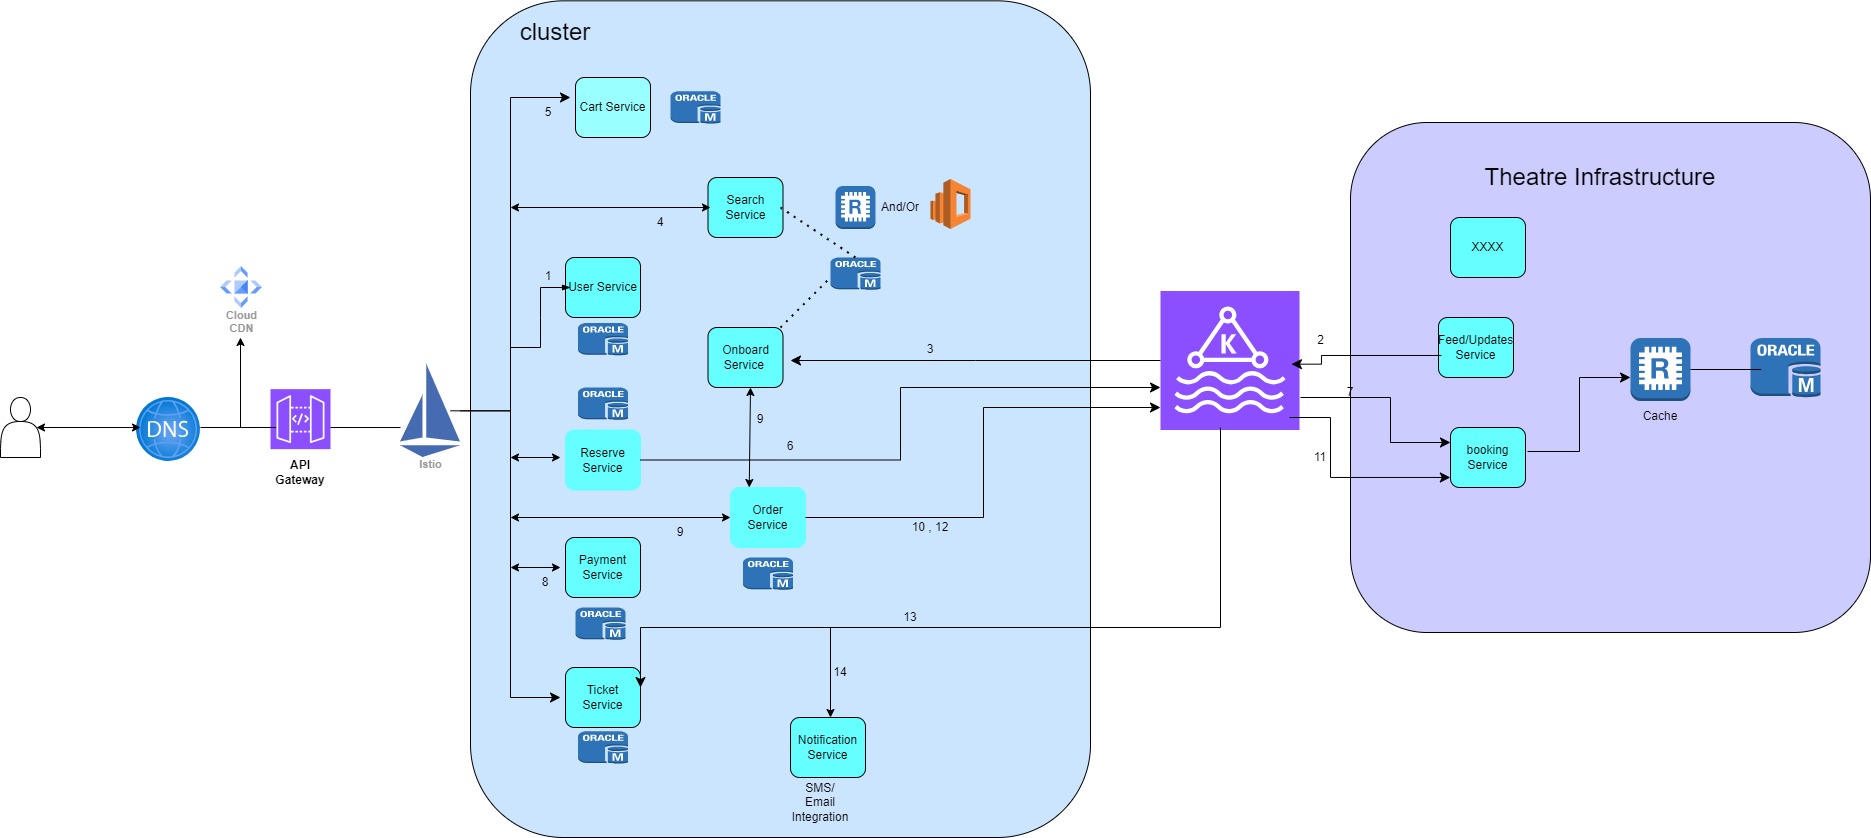 cluster
Cart Service
5
ORACLE
M
Search
Service
4
R
And/Or
ORACLE
M
1
User Service
ORACLE
M
Cloud
CDN
DNS
</>
API
Gateway
Istio
Onboard
Service
3
9
ORACLE
M
Reserve
Service
6
Order
Service
9
10 , 12
ORACLE
M
Payment
Service
8
ORACLE
M
13
14
Ticket
Service
ORACLE
M
Notification
Service
SMS/
Email
Integration
K
Theatre Infrastructure
XXXX
2
Feed/Updates
Service
7
11
booking
Service
R
Cache
ORACLE
M